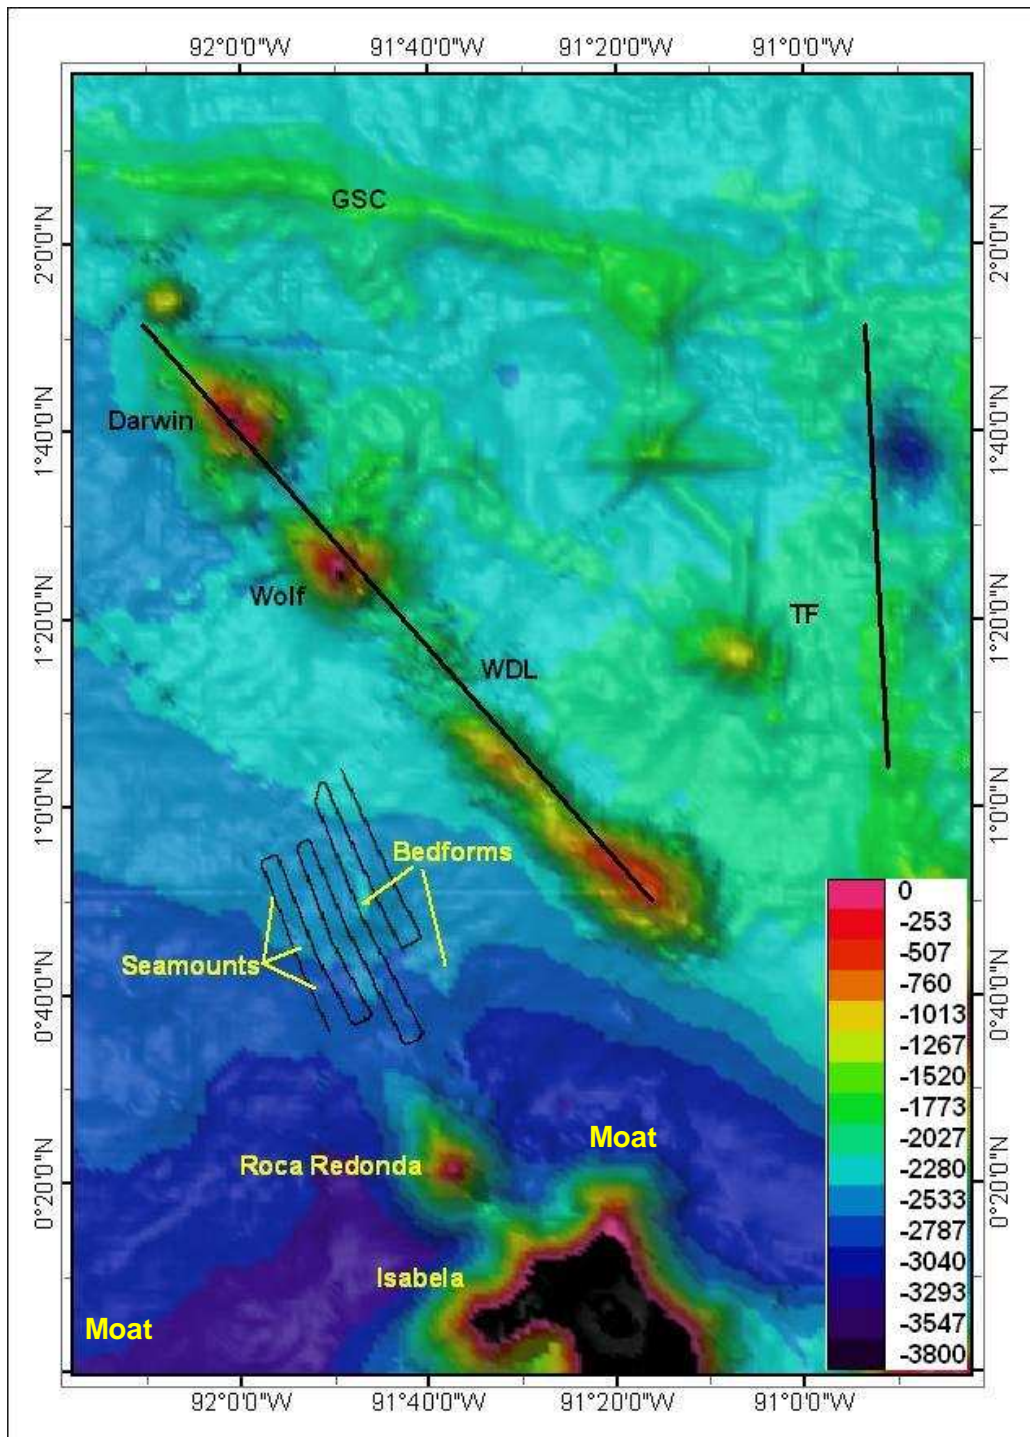 92°0'0"W 91°40'0"W 91°20'0"W 91°0'0"W
GSC
2°0'0"N 2°0'0"N
Darwin
1°40'0"N 1°40'0"N
Wolf
TF
1°20'0"N 1°20'0"N
WDL
1°0'0"N 1°0'0"N
Bedforms
Seamounts
0°40'0"N 0°40'0"N
Moat
Roca Redonda
0°20'0"N 0°20'0"N
Isabela
Moat
0
-253
-507
-760
-1013
-1267
-1520
-1773
-2027
-2280
-2533
-2787
-3040
-3293
-3547
-3800
92°0'0"W 91°40'0"W 91°20'0"W 91°0'0"W